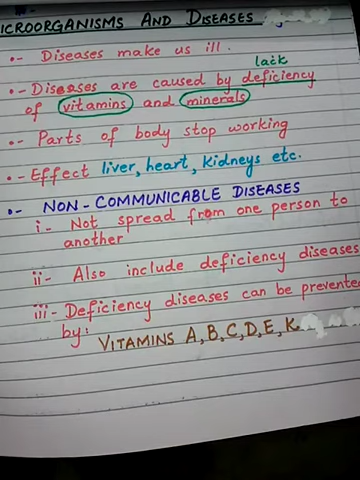 MICROORGANISMS AND DISEASES
•- Diseases make us ill.
lack
•- Diseases are caused by deficiency
of vitamins and minerals
•- Parts of body stop working
•- Effect liver, heart, kidneys etc.
•- NON-COMMUNICABLE DISEASES
i- Not spread from one person to
another
ii- Also include deficiency diseases
iii- Deficiency diseases can be prevented
by:
VITAMINS A, B, C, D, E, K